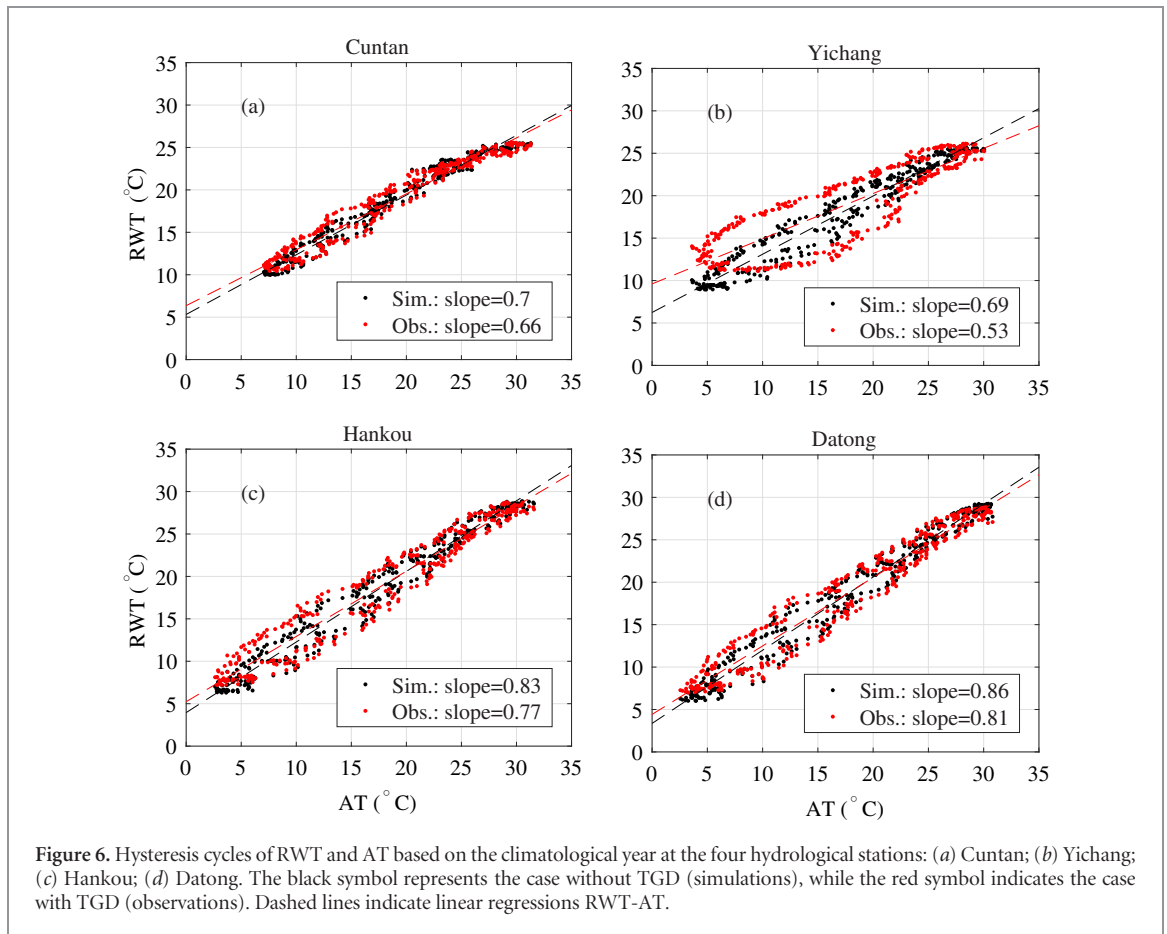 Cuntan
Yichang
35
30
25
20
15
10
5
0
RWT (°C)
(a)
Sim.: slope=0.7
Obs.: slope=0.66
0 5 10 15 20 25 30 35
35
30
25
20
15
10
5
0
(b)
Sim.: slope=0.69
Obs.: slope=0.53
0 5 10 15 20 25 30 35
Hankou
Datong
35
30
25
20
15
10
5
0
RWT (°C)
(c)
Sim.: slope=0.83
Obs.: slope=0.77
0 5 10 15 20 25 30 35
AT (°C)
35
30
25
20
15
10
5
0
(d)
Sim.: slope=0.86
Obs.: slope=0.81
0 5 10 15 20 25 30 35
AT (°C)
Figure 6. Hysteresis cycles of RWT and AT based on the climatological year at the four hydrological stations: (a) Cuntan; (b) Yichang;
(c) Hankou; (d) Datong. The black symbol represents the case without TGD (simulations), while the red symbol indicates the case
with TGD (observations). Dashed lines indicate linear regressions RWT-AT.